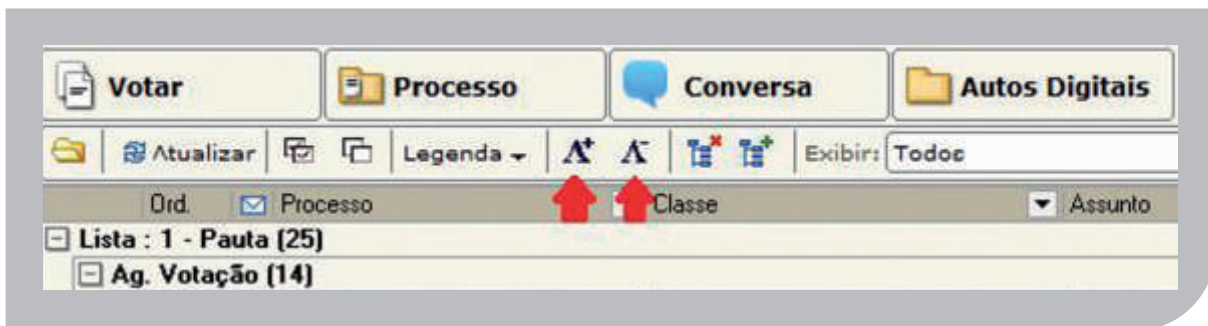 Votar Processo Conversa Autos Digitais
Atualizar Legenda A+ A- Exibir: Todos
Ord. Processo Classe Assunto
Lista : 1 - Pauta (25)
Ag. Votação (14)